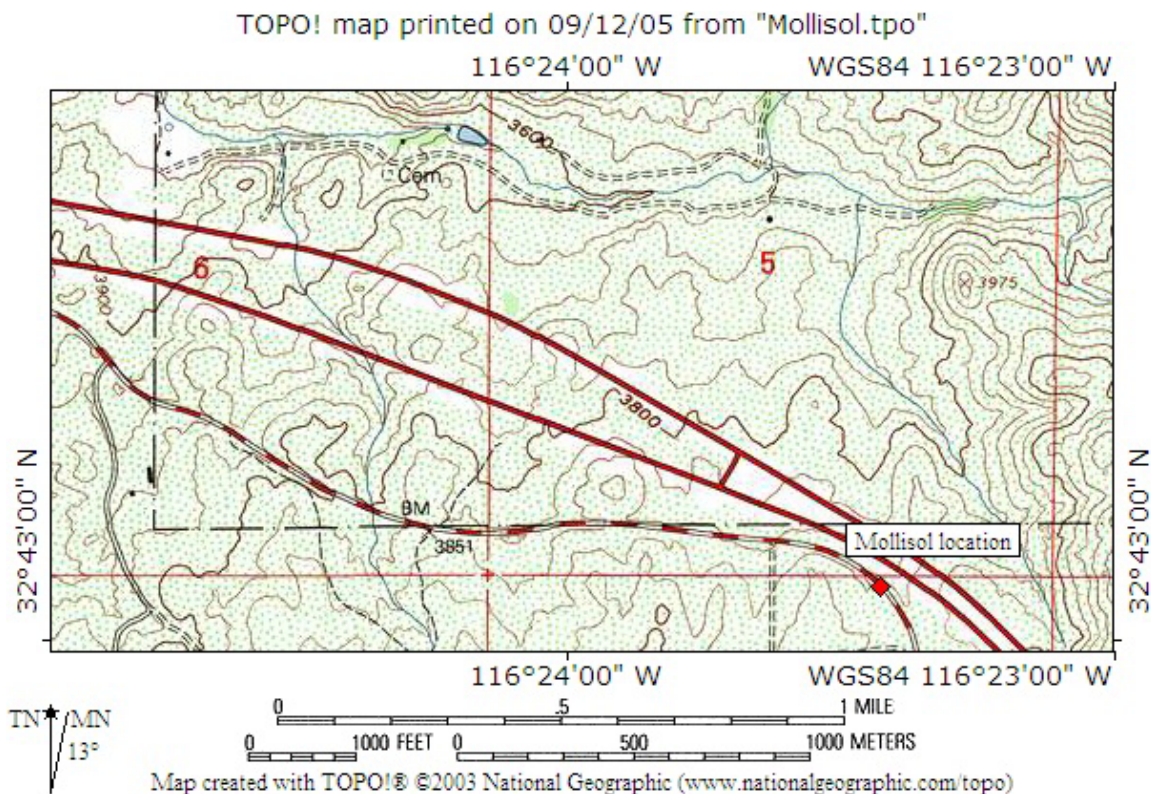 TOPO! map printed on 09/12/05 from "Mollisol.tpo"
116°24'00" W
WGS84 116°23'00" W
3600
Cem
6
5
3900
3975
3800
32°43'00" N
32°43'00" N
BM
3851
Mollisol location
116°24'00" W
WGS84 116°23'00" W
TN
MN
13°
0 .5 1 MILE
0 1000 FEET 0 500 1000 METERS
Map created with TOPO!® ©2003 National Geographic (www.nationalgeographic.com/topo)